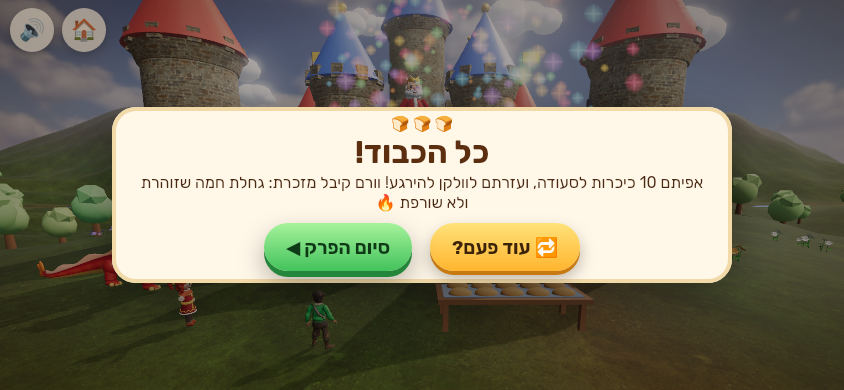 כל הכבוד!
אפיתם 10 כיכרות לסעודה, ועזרתם לוולקן להירגע! וורם קיבל מזכרת: גחלת חמה שזוהרת
ולא שורפת 🔥
🔁 עוד פעם?
סיום הפרק ◀